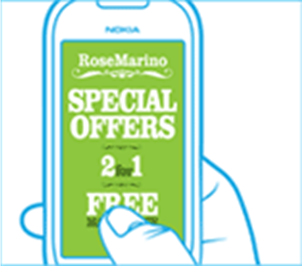 NOKIA
RoseMarino
SPECIAL
OFFERS
2 for 1
FREE